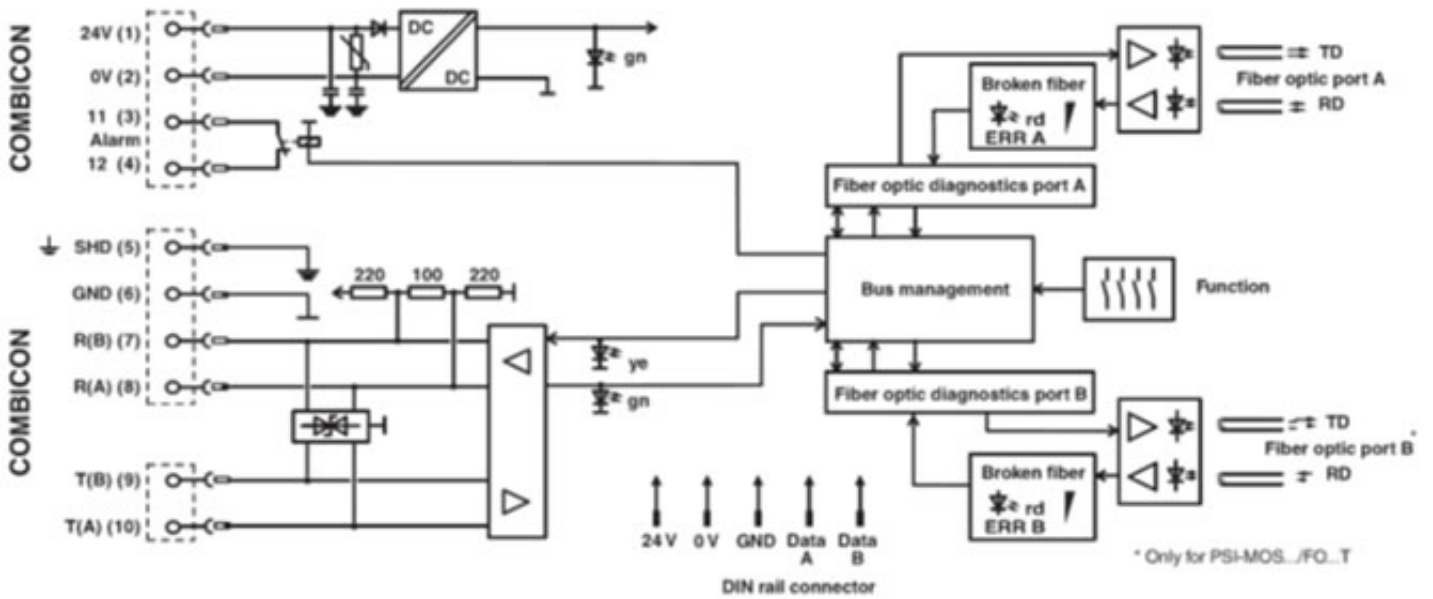 COMBICON
24V (1)
0V (2)
11 (3)
Alarm
12 (4)
DC
DC
gn
Broken fiber
rd
ERR A
TD
Fiber optic port A
RD
Fiber optic diagnostics port A
COMBICON
SHD (5)
GND (6)
R(B) (7)
R(A) (8)
T(B) (9)
T(A) (10)
220 100 220
ye
gn
Bus management
Function
Fiber optic diagnostics port B
Broken fiber
rd
ERR B
TD
Fiber optic port B*
RD
24 V 0 V GND Data A Data B
DIN rail connector
* Only for PSI-MOS.../FO...T